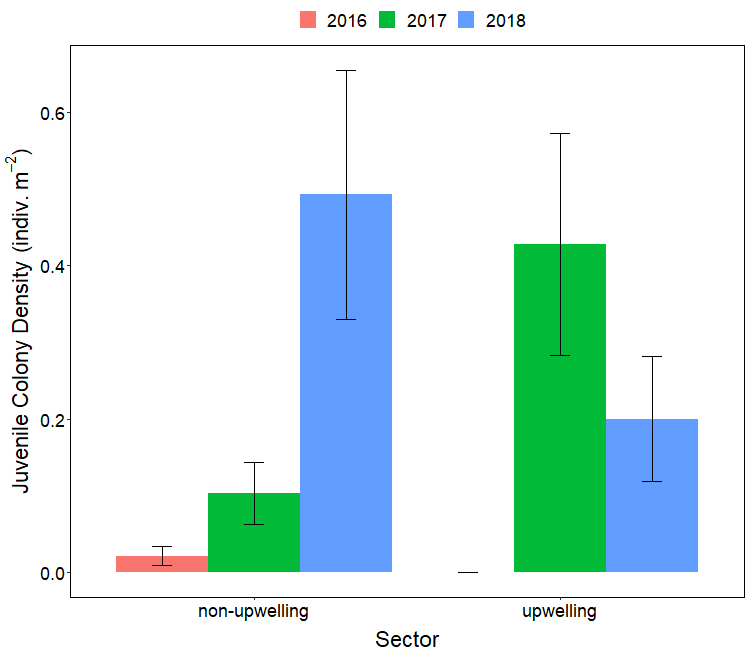 2016 2017 2018
Juvenile Colony Density (indiv. m⁻²)
0.6
0.4
0.2
0.0
non-upwelling upwelling
Sector